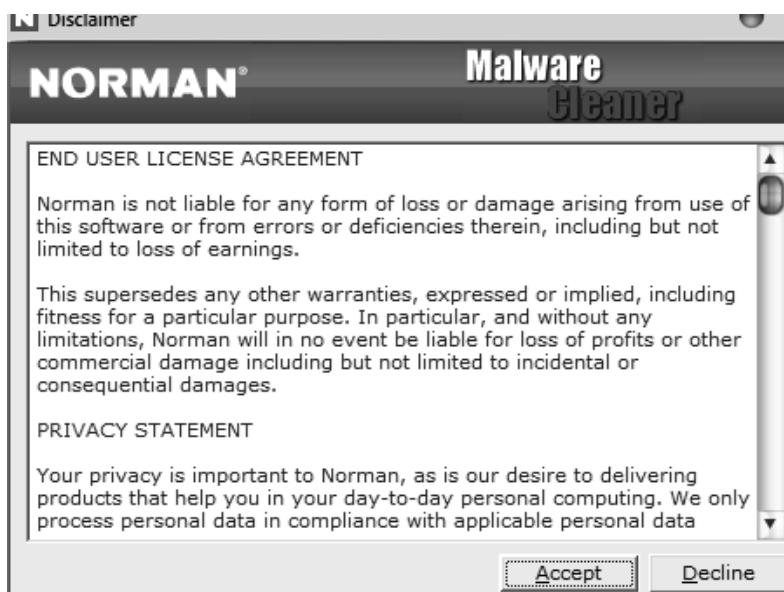 N Disclaimer
NORMAN®
Malware
Cleaner
END USER LICENSE AGREEMENT
Norman is not liable for any form of loss or damage arising from use of
this software or from errors or deficiencies therein, including but not
limited to loss of earnings.
This supersedes any other warranties, expressed or implied, including
fitness for a particular purpose. In particular, and without any
limitations, Norman will in no event be liable for loss of profits or other
commercial damage including but not limited to incidental or
consequential damages.
PRIVACY STATEMENT
Your privacy is important to Norman, as is our desire to delivering
products that help you in your day-to-day personal computing. We only
process personal data in compliance with applicable personal data
Accept
Decline